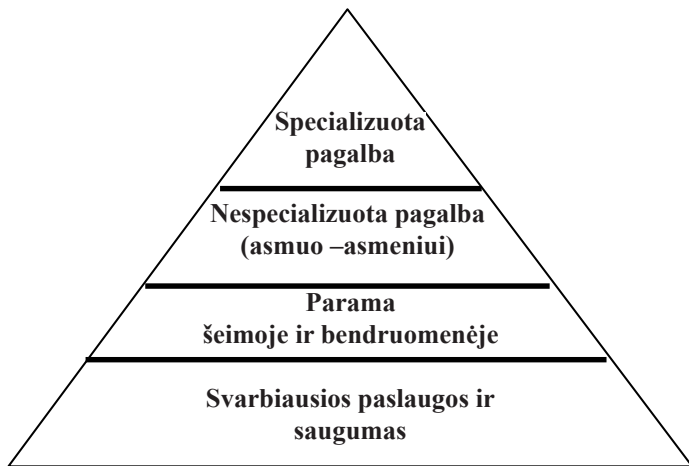 Specializuota
pagalba
Nespecializuota pagalba
(asmuo –asmeniui)
Parama
šeimoje ir bendruomenėje
Svarbiausios paslaugos ir
saugumas